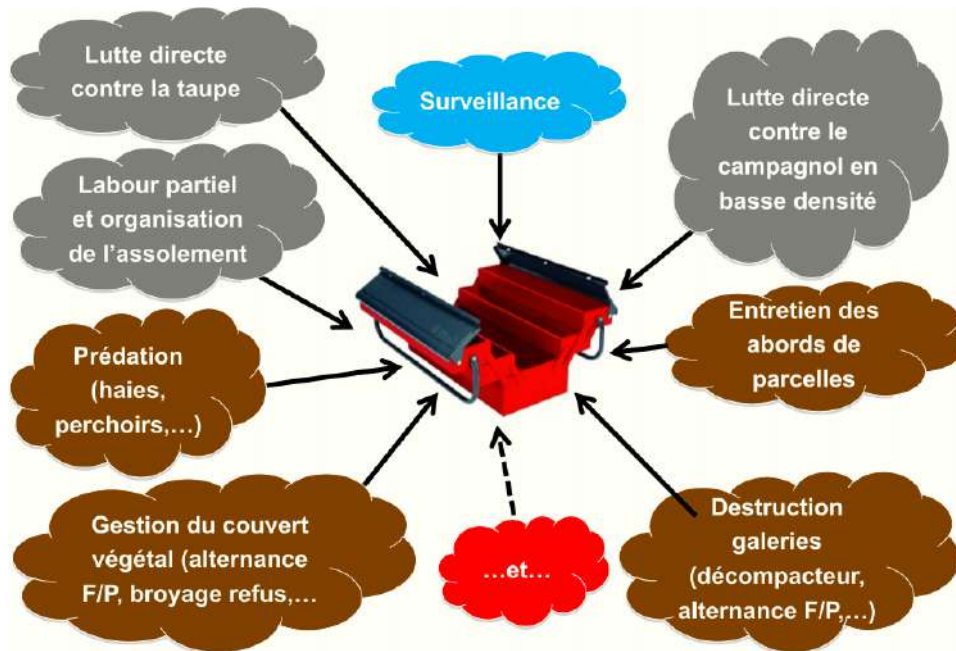 Lutte directe
contre la taupe
Surveillance
Lutte directe
contre le
campagnol en
basse densité
Labour partiel
et organisation
de l'assolement
Entretien des
abords de
parcelles
Prédation
(haies,
perchoirs,...)
Gestion du couvert
végétal (alternance
F/P, broyage refus,...
...et...
Destruction
galeries
(décompacteur,
alternance F/P,...)